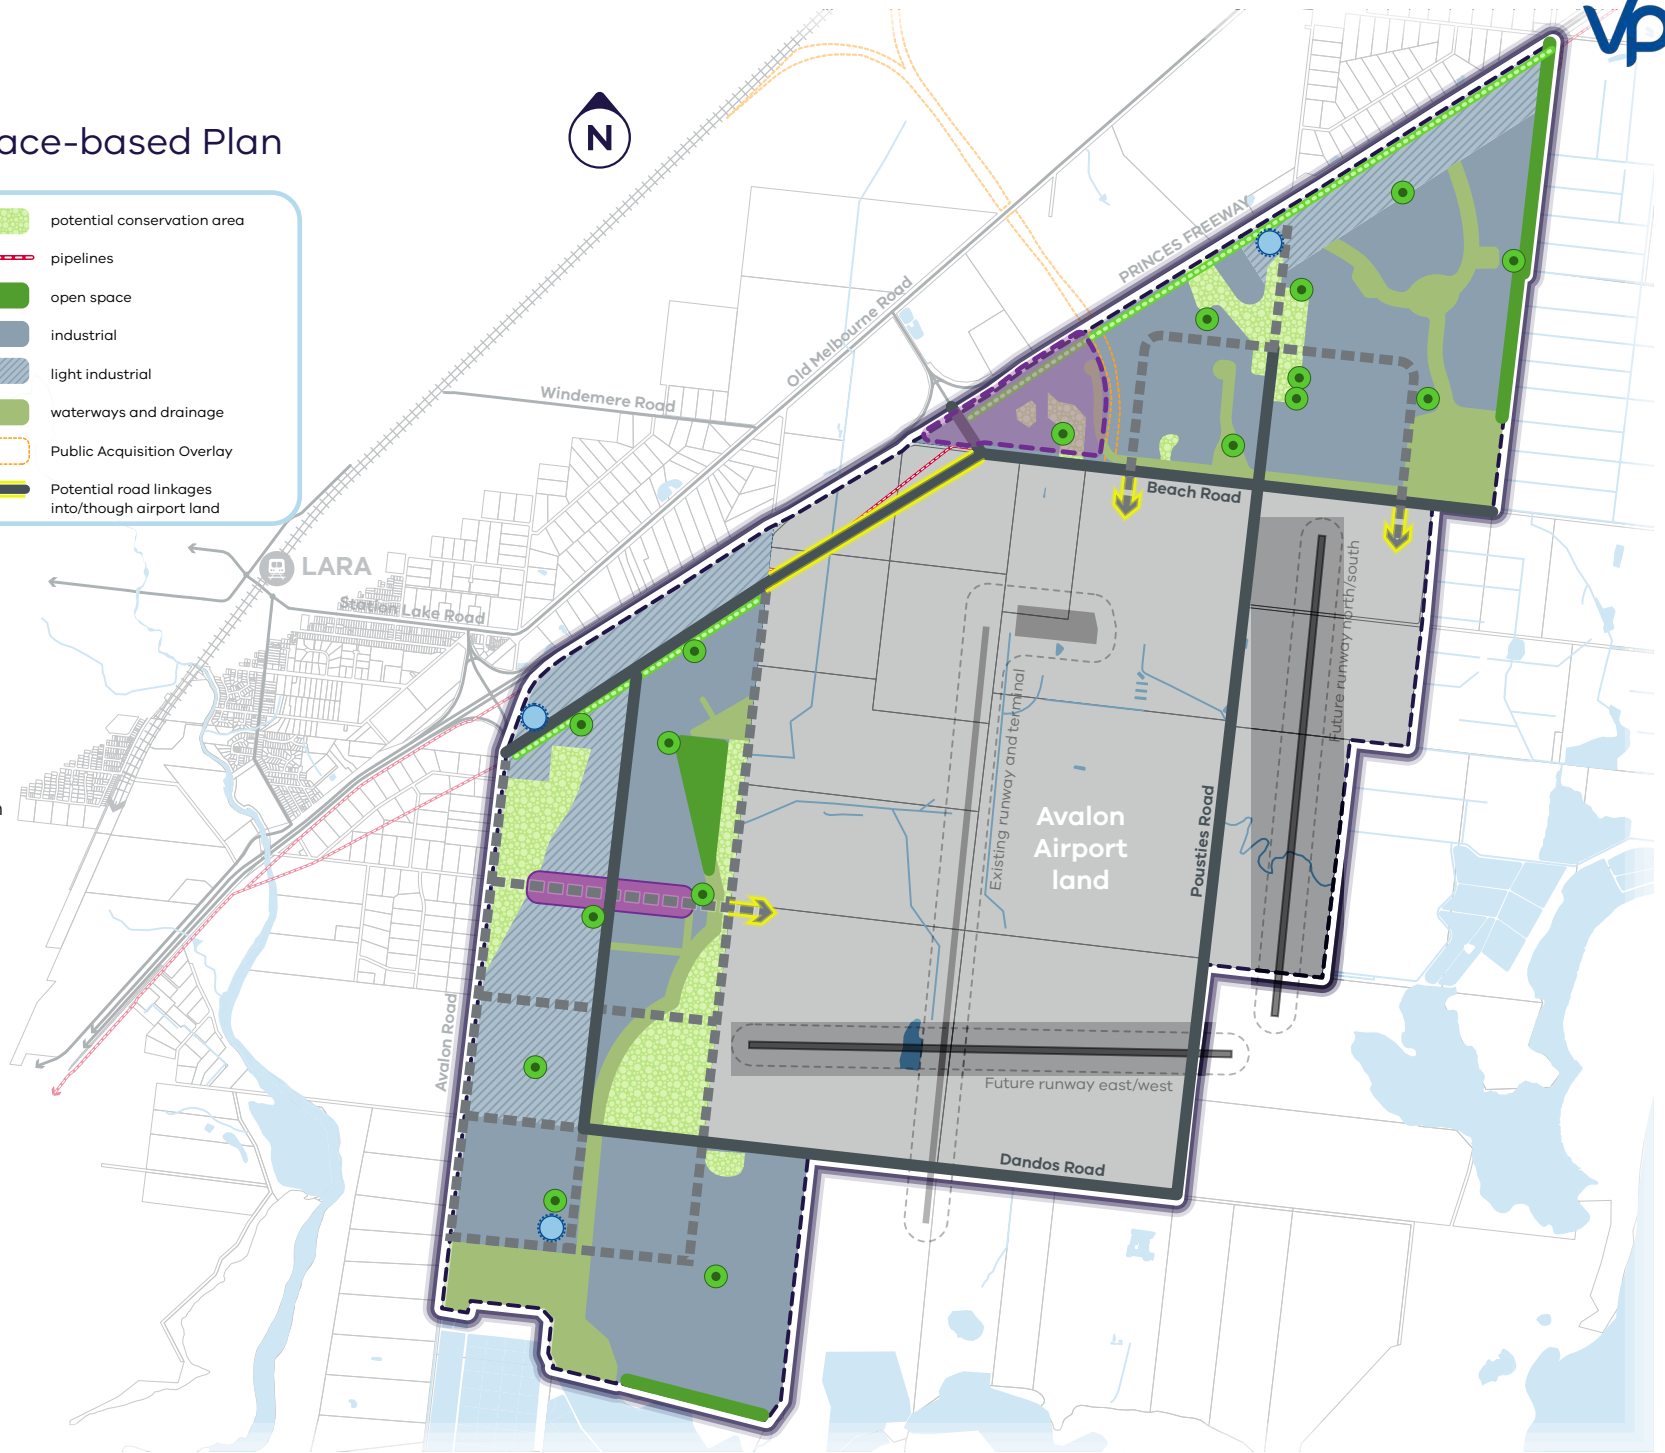 vp
ace-based Plan
N
potential conservation area
pipelines
open space
industrial
light industrial
waterways and drainage
Public Acquisition Overlay
Potential road linkages
into/though airport land
PRINCES FREEWAY
Old Melbourne Road
Windemere Road
LARA
Station Lake Road
Beach Road
Future runway north/south
Existing runway and terminal
Avalon
Airport
land
Pousties Road
Avalon Road
Future runway east/west
Dandos Road